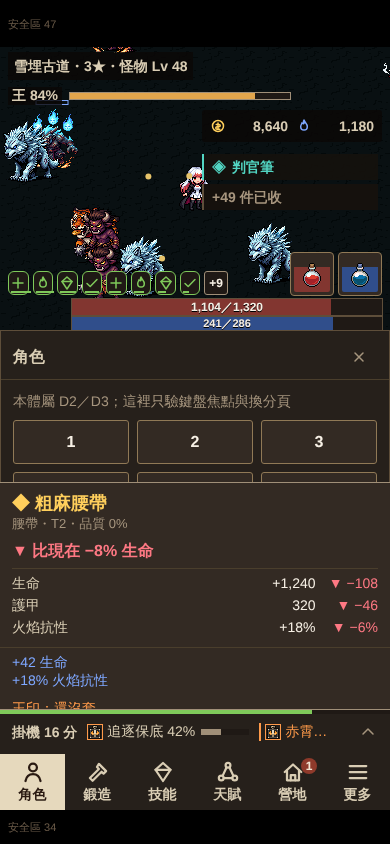 安全區 47
雪埋古道・3★・怪物 Lv 48
王 84%
8,640 1,180
◈ 判官筆
+49 件已收
+9
1,104／1,320
241／286
角色 ×
本體屬 D2／D3；這裡只驗鍵盤焦點與換分頁
1 2 3
◆ 粗麻腰帶
腰帶・T2・品質 0%
▼ 比現在 −8% 生命
生命 +1,240 ▼ −108
護甲 320 ▼ −46
火焰抗性 +18% ▼ −6%
+42 生命
+18% 火焰抗性
王印：還沒套
掛機 16 分 追逐保底 42% 赤霄…
角色 鍛造 技能 天賦 營地 1 更多
安全區 34